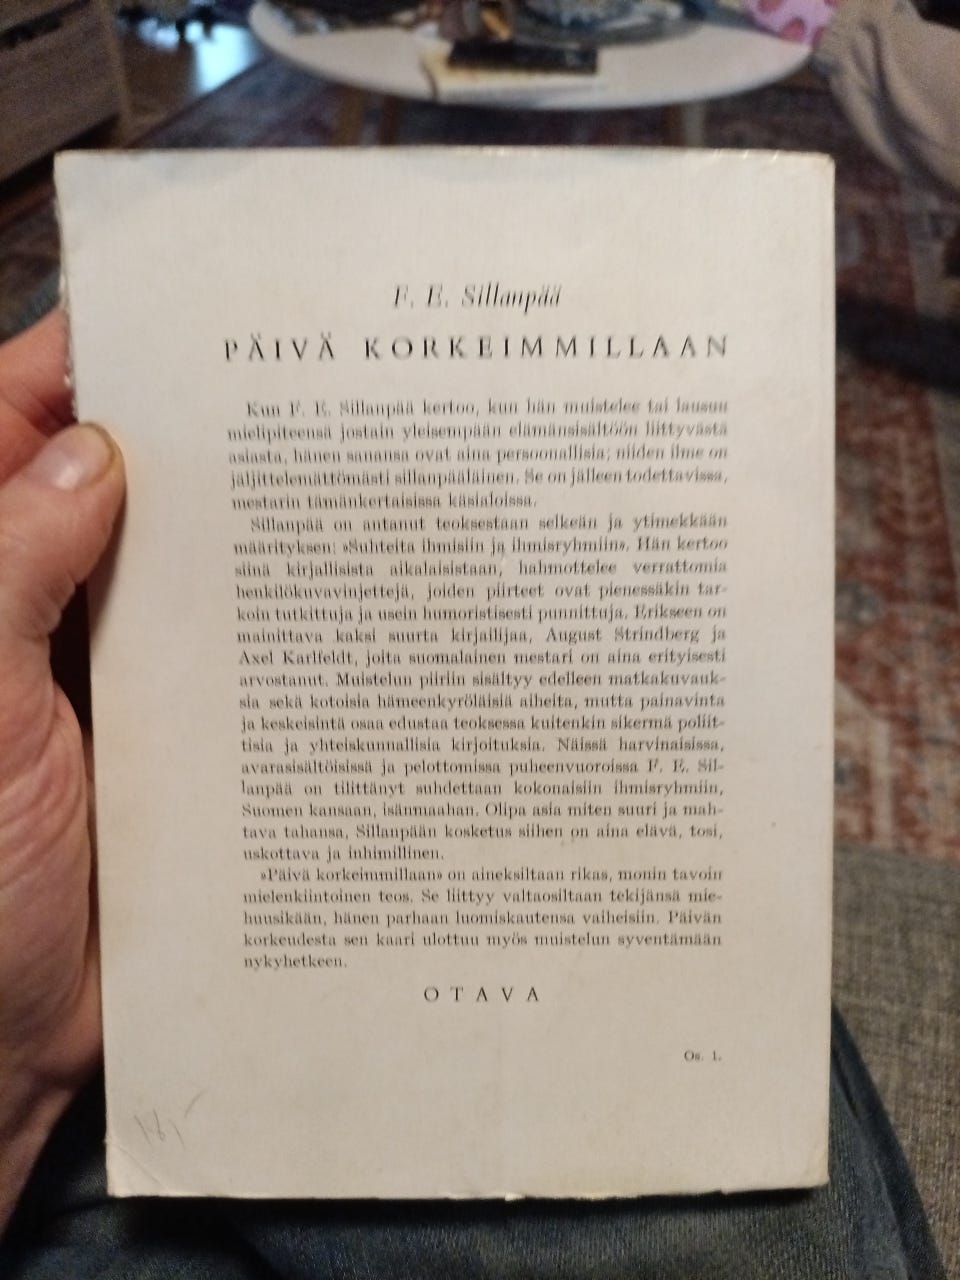 F. E. Sillanpää
PÄIVÄ KORKEIMMILLAAN
Kun F. E. Sillanpää kertoo, kun hän muistelee tai lausuu
mielipiteensä jostain yleisempään elämänsisältöön liittyvästä
asiasta, hänen sanansa ovat aina persoonallisia; niiden ilme on
jäljittelemättömästi sillanpääläinen. Se on jälleen todettavissa,
mestarin tämänkertaisissa käsialoissa.
Sillanpää on antanut teoksestaan selkeän ja ytimekkään
määrityksen: »Suhteita ihmisiin ja ihmisryhmiin». Hän kertoo
siinä kirjallisista aikalaisistaan, hahmottelee verrattomia
henkilökuvavinjettejä, joiden piirteet ovat pienessäkin tar-
koin tutkittuja ja usein humoristisesti punnittuja. Erikseen on
mainittava kaksi suurta kirjailijaa, August Strindberg ja
Axel Karlfeldt, joita suomalainen mestari on aina erityisesti
arvostanut. Muistelun piiriin sisältyy edelleen matkakuvauk-
sia sekä kotoisia hämeenkyröläisiä aiheita, mutta painavinta
ja keskeisintä osaa edustaa teoksessa kuitenkin sikermä poliit-
tisia ja yhteiskunnallisia kirjoituksia. Näissä harvinaisissa,
avarasisältöisissä ja pelottomissa puheenvuoroissa F. E. Sil-
lanpää on tilittänyt suhdettaan kokonaisiin ihmisryhmiin,
Suomen kansaan, isänmaahan. Olipa asia miten suuri ja mah-
tava tahansa, Sillanpään kosketus siihen on aina elävä, tosi,
uskottava ja inhimillinen.
»Päivä korkeimmillaan» on aineksiltaan rikas, monin tavoin
mielenkiintoinen teos. Se liittyy valtaosiltaan tekijänsä mie-
huusikään, hänen parhaan luomiskautensa vaiheisiin. Päivän
korkeudesta sen kaari ulottuu myös muistelun syventämään
nykyhetkeen.
OTAVA
Os. 1.